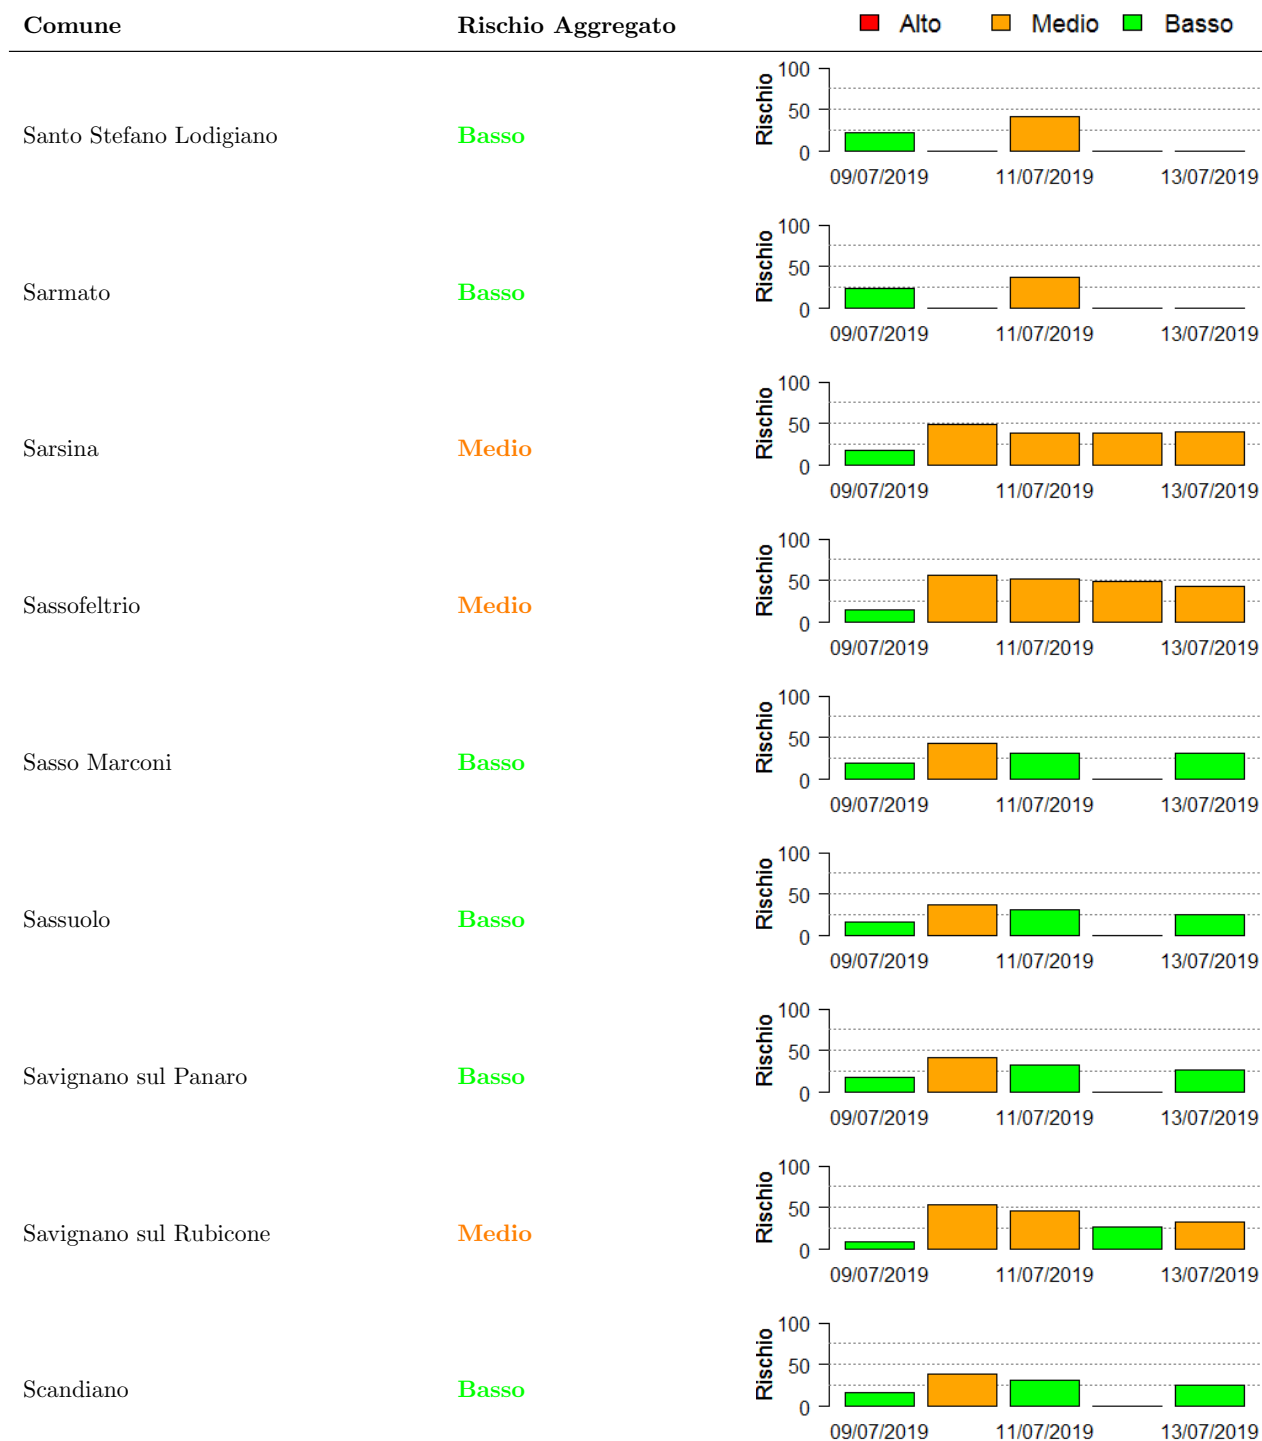 Comune Rischio Aggregato Alto Medio Basso
Santo Stefano Lodigiano Basso Rischio 100 50 0
09/07/2019 11/07/2019 13/07/2019
Sarmato Basso Rischio 100 50 0
09/07/2019 11/07/2019 13/07/2019
Sarsina Medio Rischio 100 50 0
09/07/2019 11/07/2019 13/07/2019
Sassofeltrio Medio Rischio 100 50 0
09/07/2019 11/07/2019 13/07/2019
Sasso Marconi Basso Rischio 100 50 0
09/07/2019 11/07/2019 13/07/2019
Sassuolo Basso Rischio 100 50 0
09/07/2019 11/07/2019 13/07/2019
Savignano sul Panaro Basso Rischio 100 50 0
09/07/2019 11/07/2019 13/07/2019
Savignano sul Rubicone Medio Rischio 100 50 0
09/07/2019 11/07/2019 13/07/2019
Scandiano Basso Rischio 100 50 0
09/07/2019 11/07/2019 13/07/2019